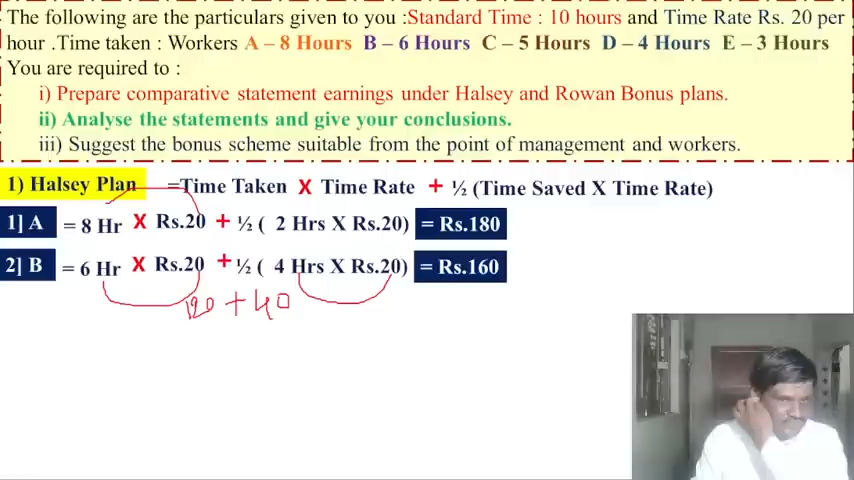 The following are the particulars given to you :Standard Time : 10 hours and Time Rate Rs. 20 per
hour .Time taken : Workers A – 8 Hours B – 6 Hours C – 5 Hours D – 4 Hours E – 3 Hours
You are required to :
i) Prepare comparative statement earnings under Halsey and Rowan Bonus plans.
ii) Analyse the statements and give your conclusions.
iii) Suggest the bonus scheme suitable from the point of management and workers.
1) Halsey Plan =Time Taken X Time Rate + ½ (Time Saved X Time Rate)
1] A = 8 Hr X Rs.20 + ½ ( 2 Hrs X Rs.20) = Rs.180
2] B = 6 Hr X Rs.20 + ½ ( 4 Hrs X Rs.20) = Rs.160
120 + 40